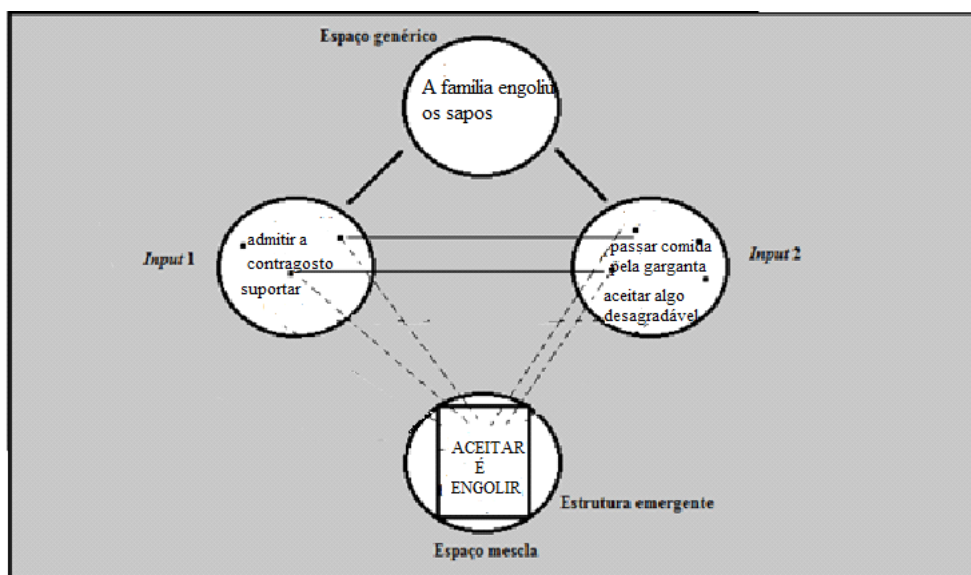 Espaço genérico
A família engoliu
os sapos
Input 1
admitir a
contragosto
suportar
passar comida
pela garganta
aceitar algo
desagradável
Input 2
ACEITAR
É
ENGOLIR
Estrutura emergente
Espaço mescla